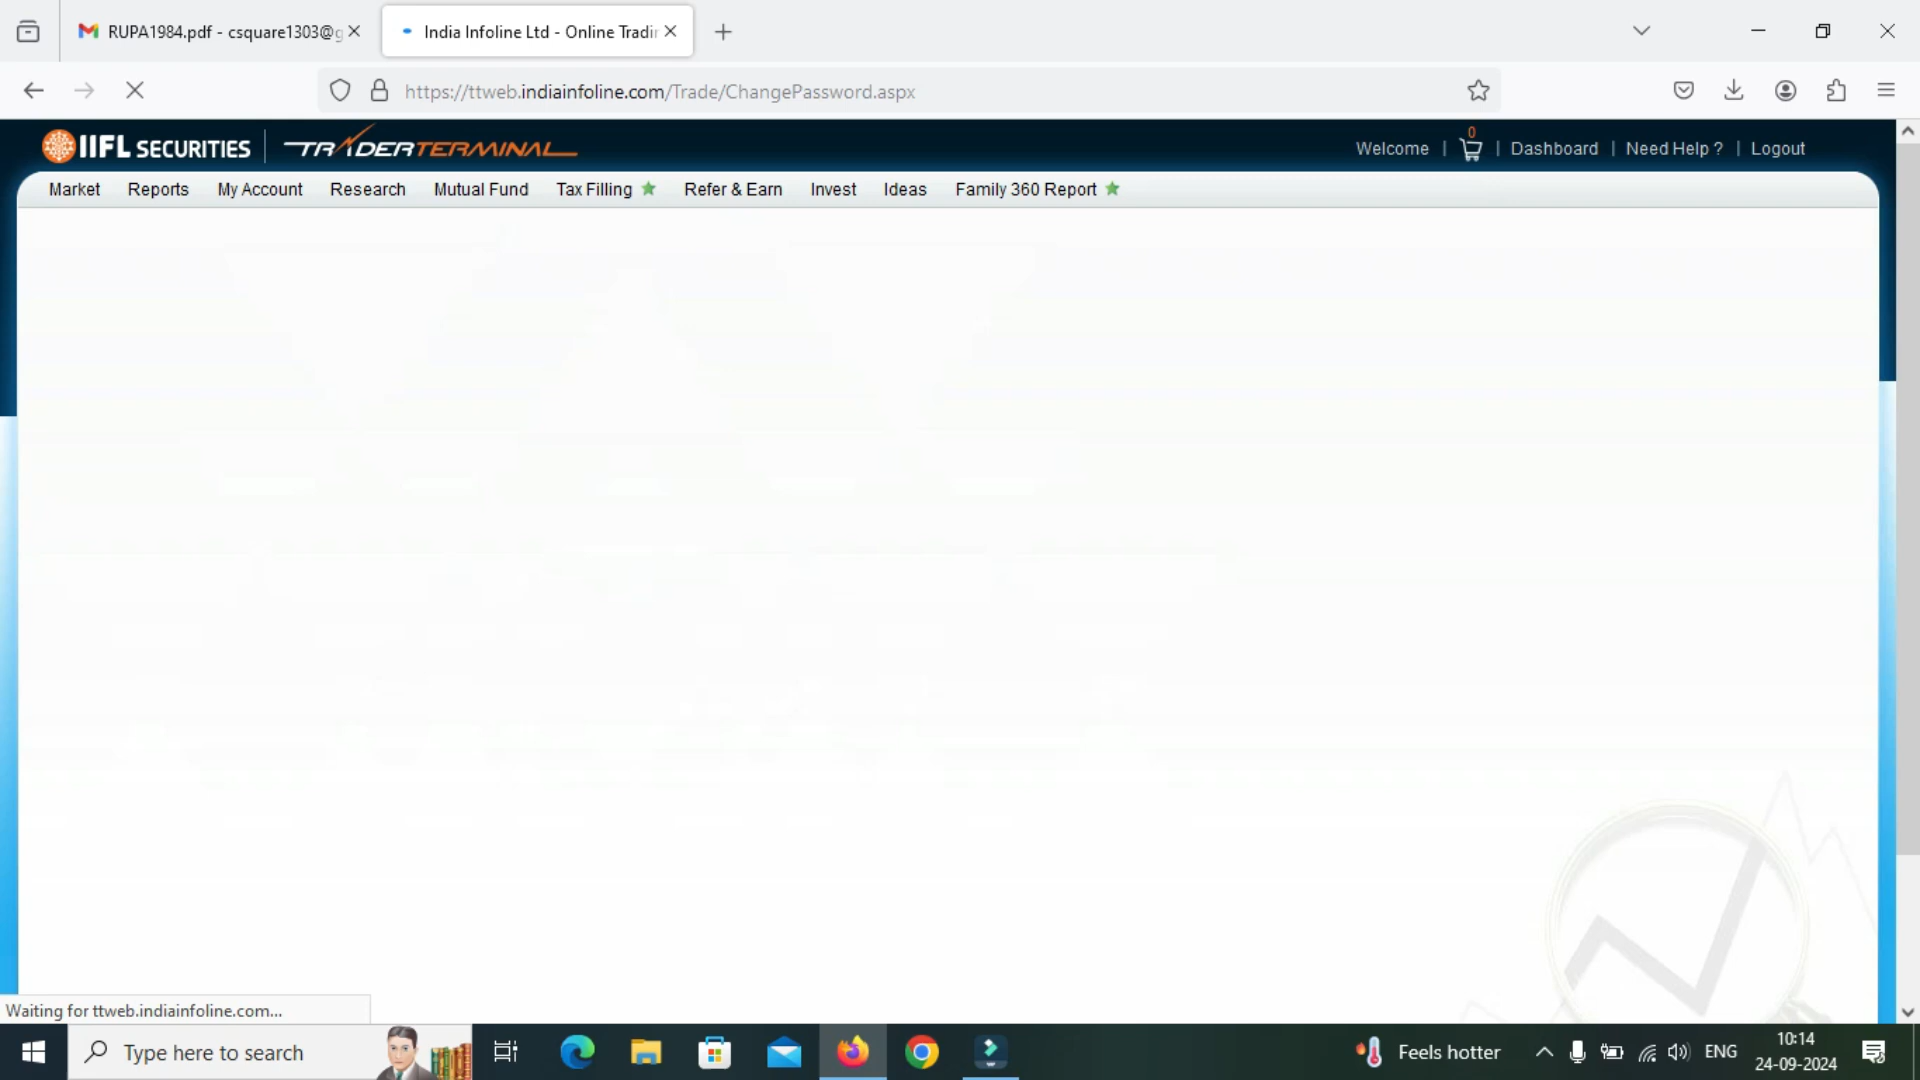 RUPA1984.pdf - csquare1303@g
India Infoline Ltd - Online Tradin
https://ttweb.indiainfoline.com/Trade/ChangePassword.aspx
IIFL SECURITIES
TRADERTERMINAL
Welcome | 0 | Dashboard | Need Help ? | Logout
Market Reports My Account Research Mutual Fund Tax Filling Refer & Earn Invest Ideas Family 360 Report
Waiting for ttweb.indiainfoline.com...
Type here to search
Feels hotter
ENG
10:14
24-09-2024